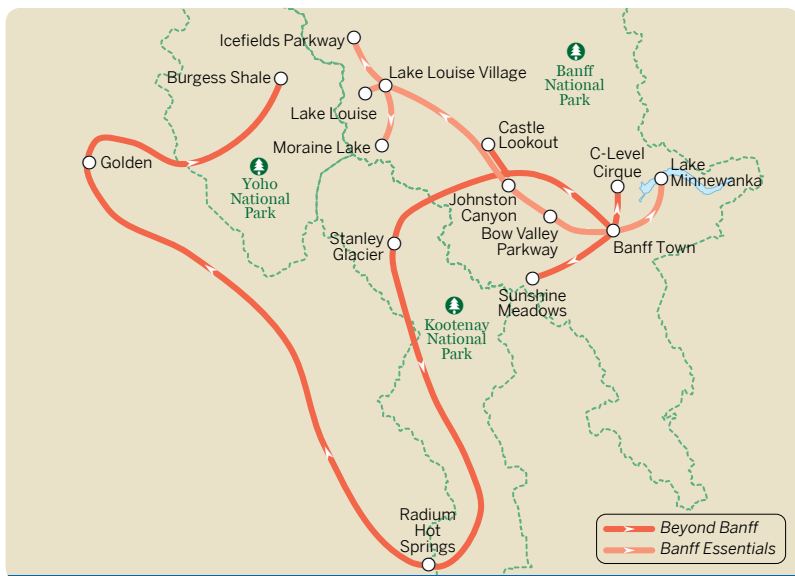 Icefields Parkway
Burgess Shale
Lake Louise Village
Banff
National
Park
Lake Louise
Castle
Lookout
Moraine Lake
C-Level
Cirque
Lake
Minnewanka
Golden
Yoho
National
Park
Johnston
Canyon
Bow Valley
Parkway
Stanley
Glacier
Banff Town
Sunshine
Meadows
Kootenay
National
Park
Radium
Hot
Springs
Beyond Banff
Banff Essentials